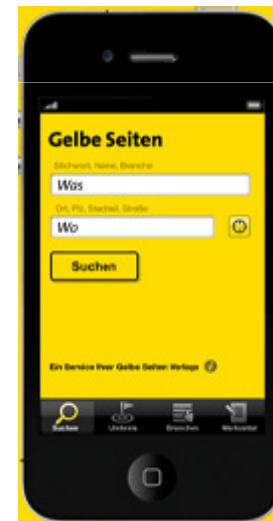 Gelbe Seiten
Stichwort, Name, Branche
Was
Ort, Plz, Stadtteil, Straße
Wo
Suchen
Ein Service Ihrer Gelbe Seiten Verlage
Suchen Umkreis Branchen Merkzettel